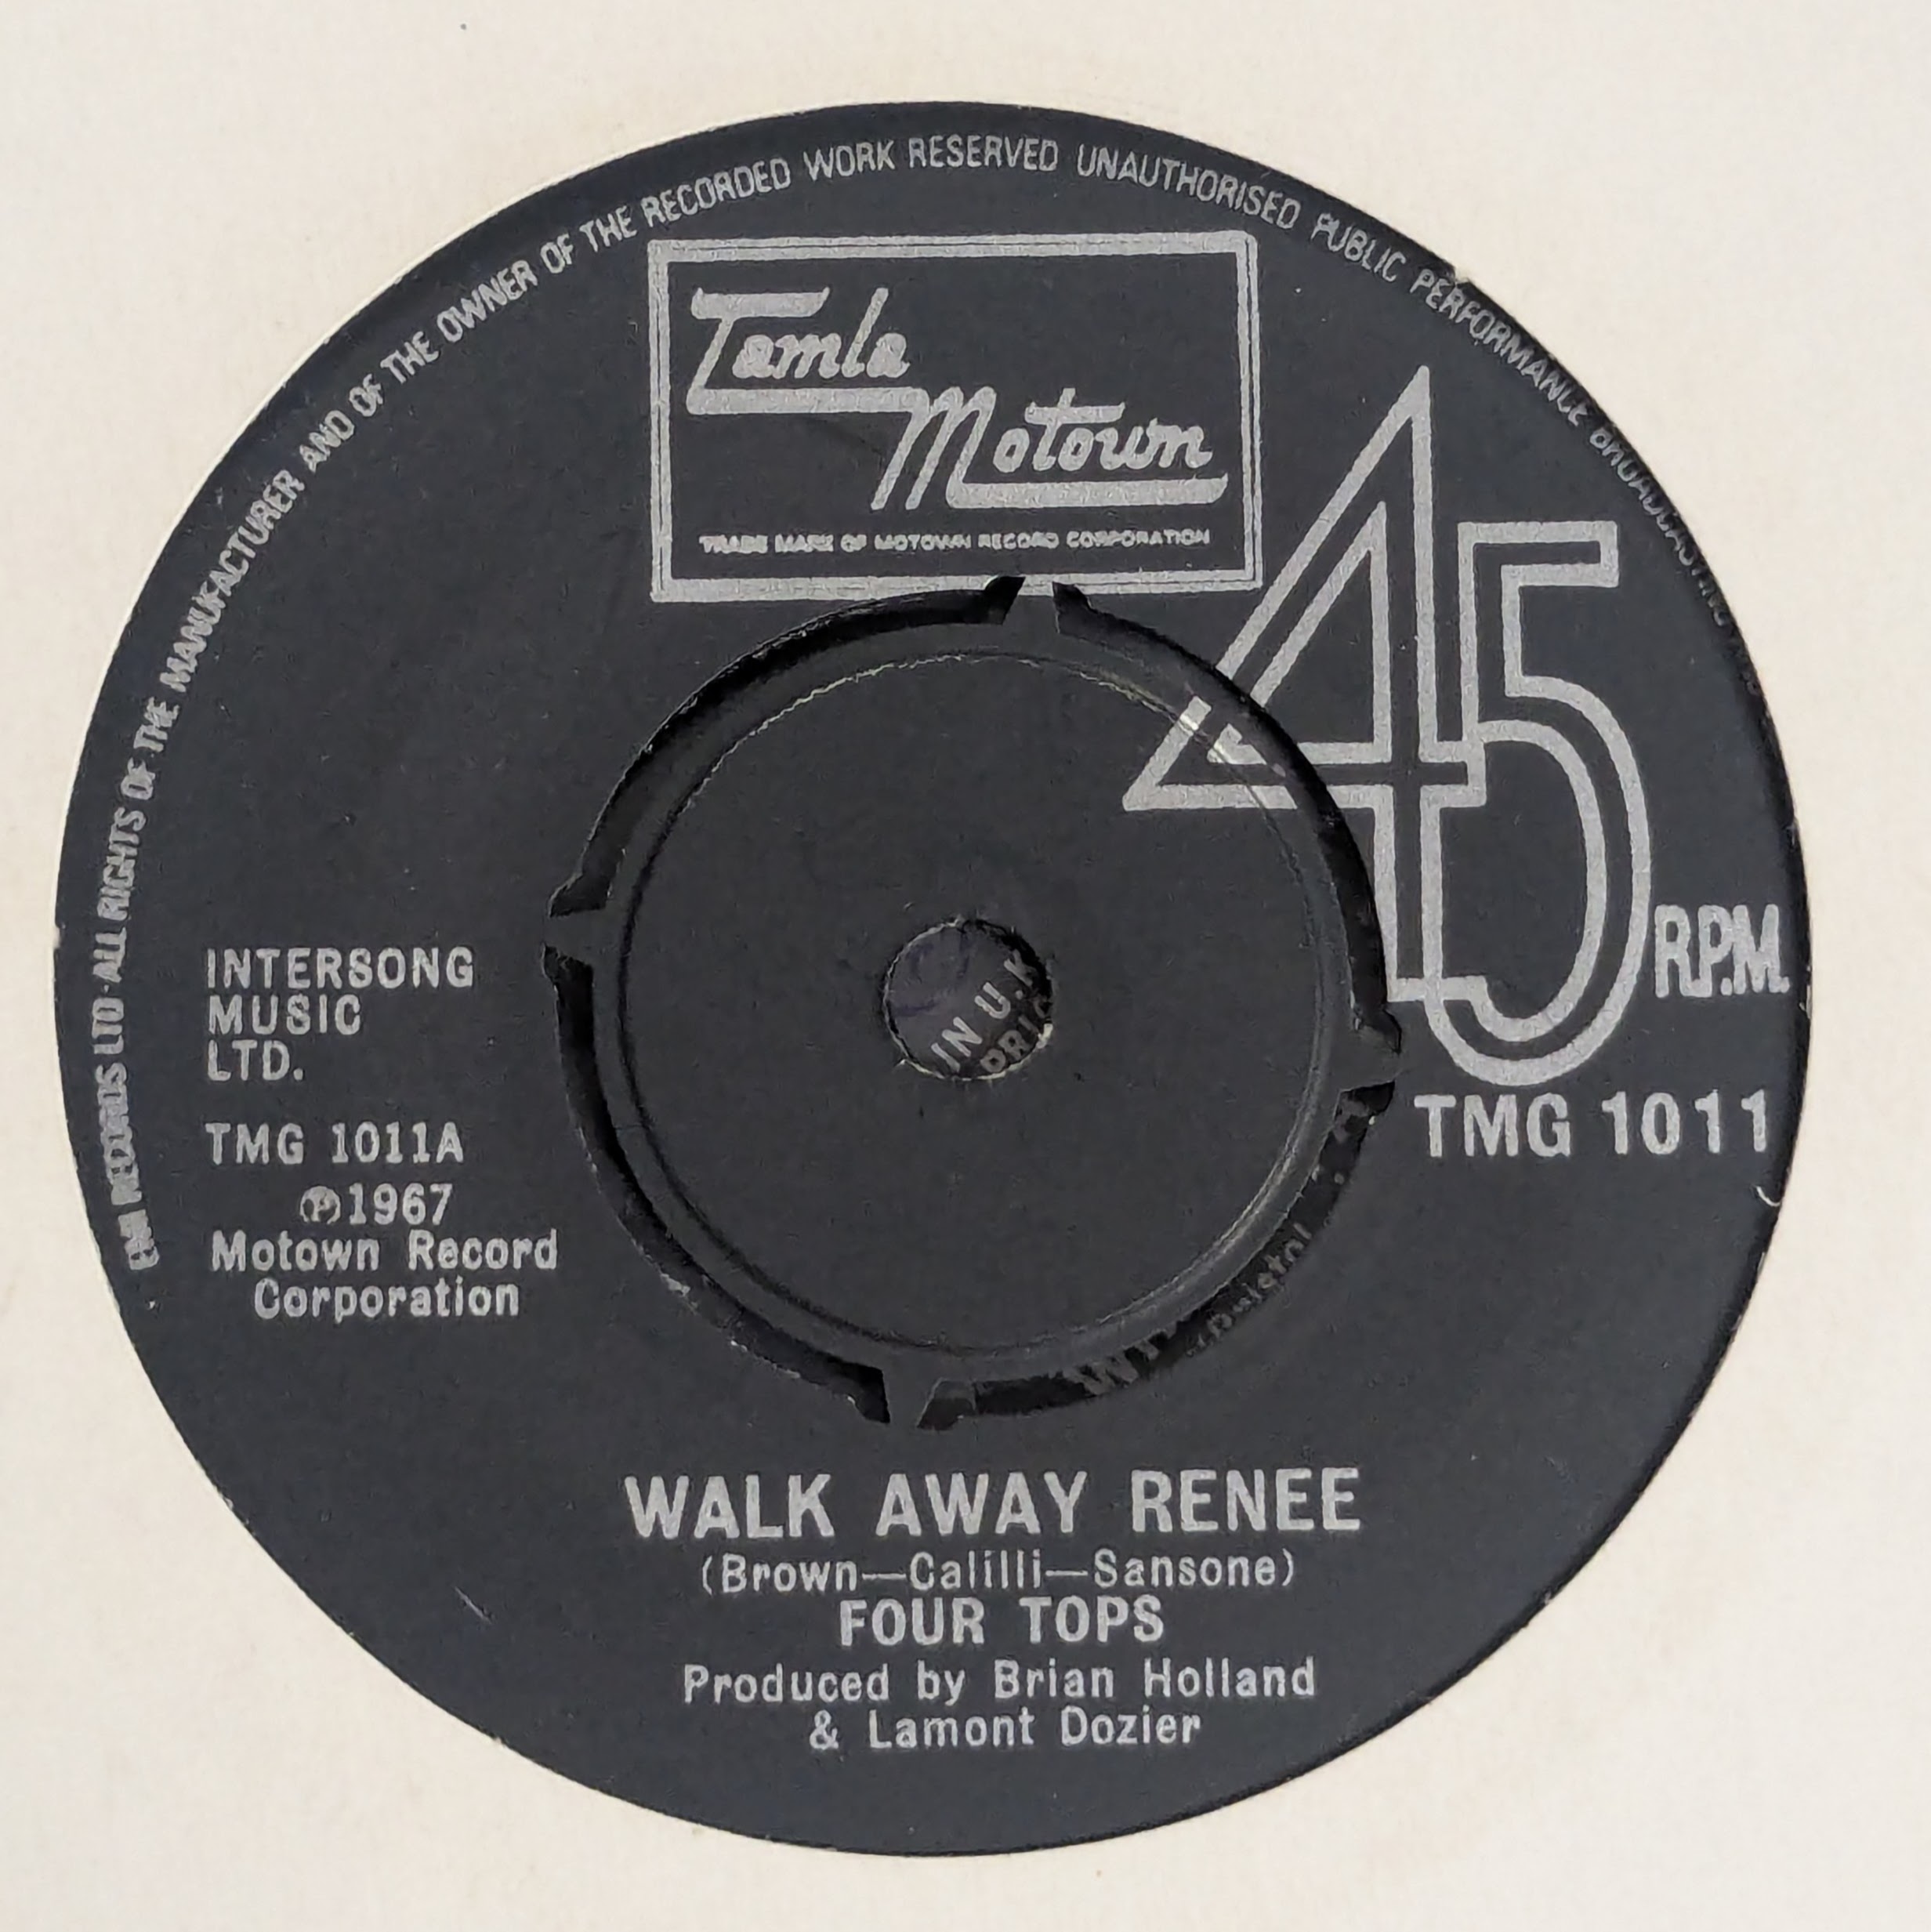 EMI RECORDS LTD·ALL RIGHTS OF THE MANUFACTURER AND OF THE OWNER OF THE RECORDED WORK RESERVED UNAUTHORISED PUBLIC PERFORMANCE BROADCASTING
Tamla
Motown
TRADE MARK OF MOTOWN RECORD CORPORATION
45
R.P.M.
TMG 1011
INTERSONG
MUSIC
LTD.
TMG 1011A
℗1967
Motown Record
Corporation
IN U.K
WALK AWAY RENEE
(Brown—Calilli—Sansone)
FOUR TOPS
Produced by Brian Holland
& Lamont Dozier